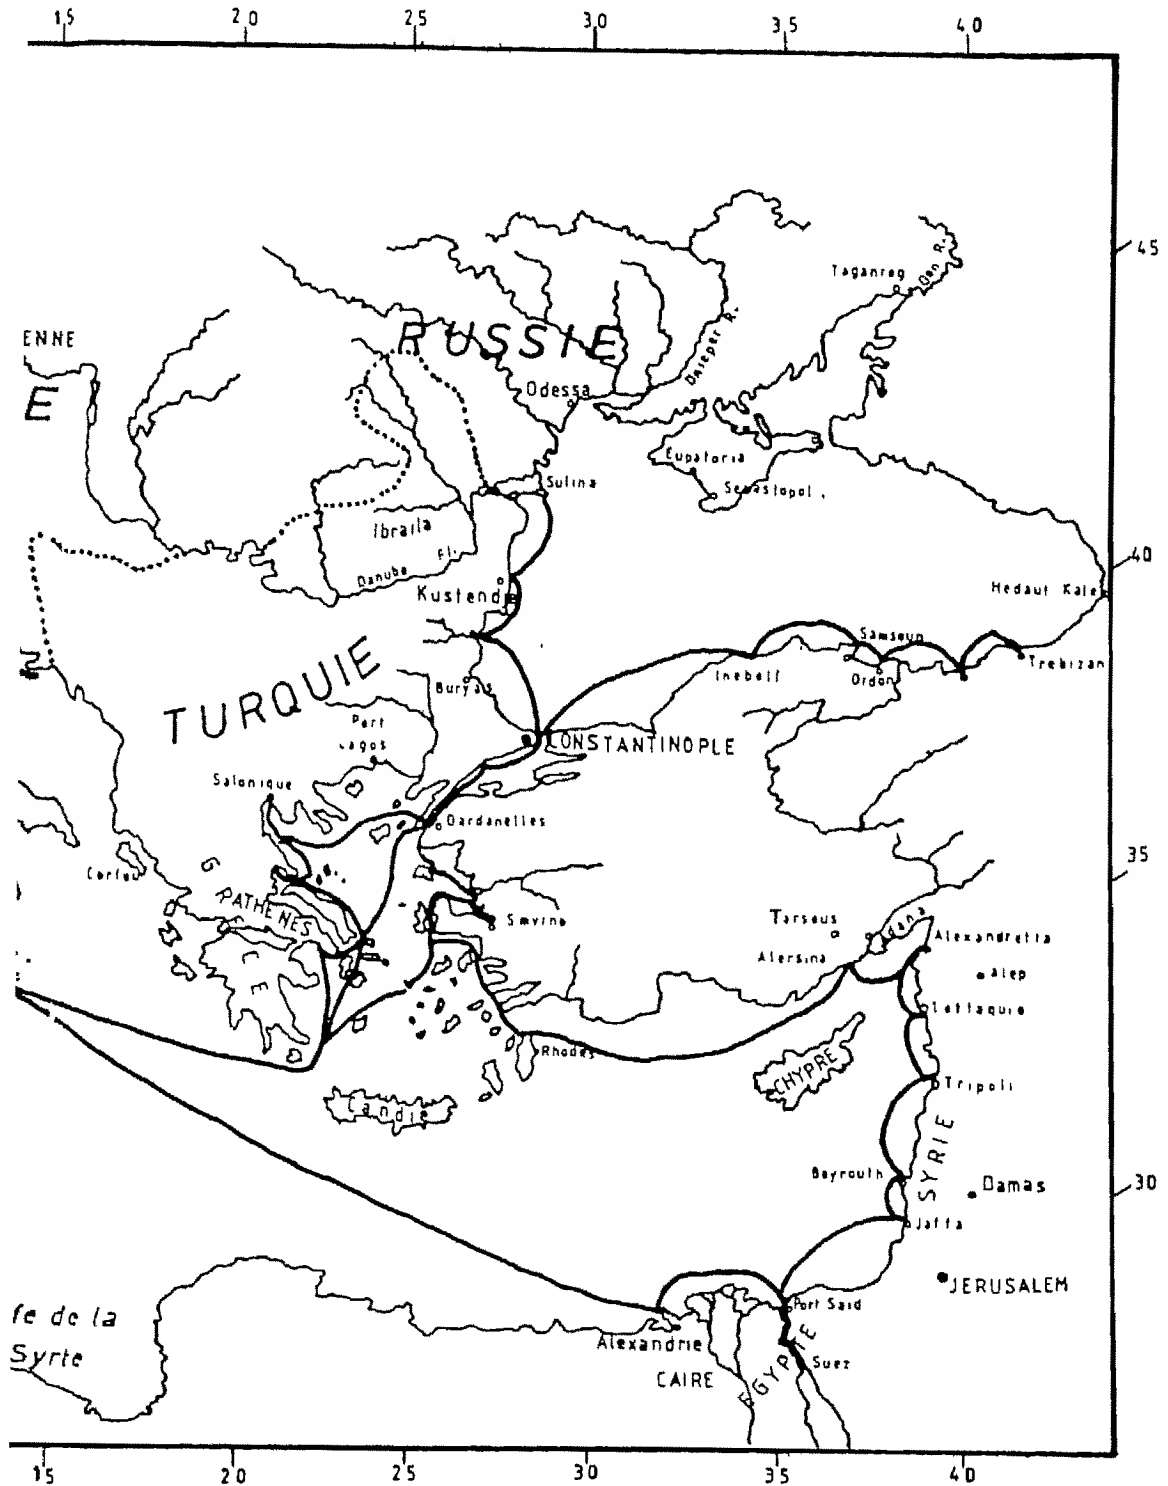 15 20 25 30 35 40
45
Taganrog
Don R.
ENNE
RUSSIE
Dnieper R.
E
Odessa
Eupatoria
Sulina
Sebastopol.
Ibraila
Fl.
40
Danube
Kustendje
Hedaut Kale
Samsoun
TURQUIE
Trebizan
Ineboli
Ordon
Buryas
Port
Lagos
CONSTANTINOPLE
Salonique
Dardanelles
35
Corfou
G R
PATHENES
Tarsous
Smyrne
Adana
Alexandretta
Alersina
Alep
C
E
Lattaquie
Rhodes
CHYPRE
Tripoli
Candie
SYRIE
30
Beyrouth
Damas
Jaffa
JERUSALEM
Port Said
fe de la
Syrte
Alexandrie
EGYPTE
Suez
CAIRE
15 20 25 30 35 40